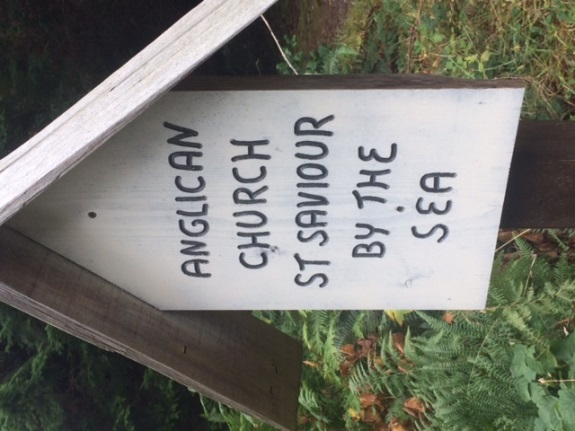 ANGLICAN
CHURCH
ST SAVIOUR
BY THE
SEA